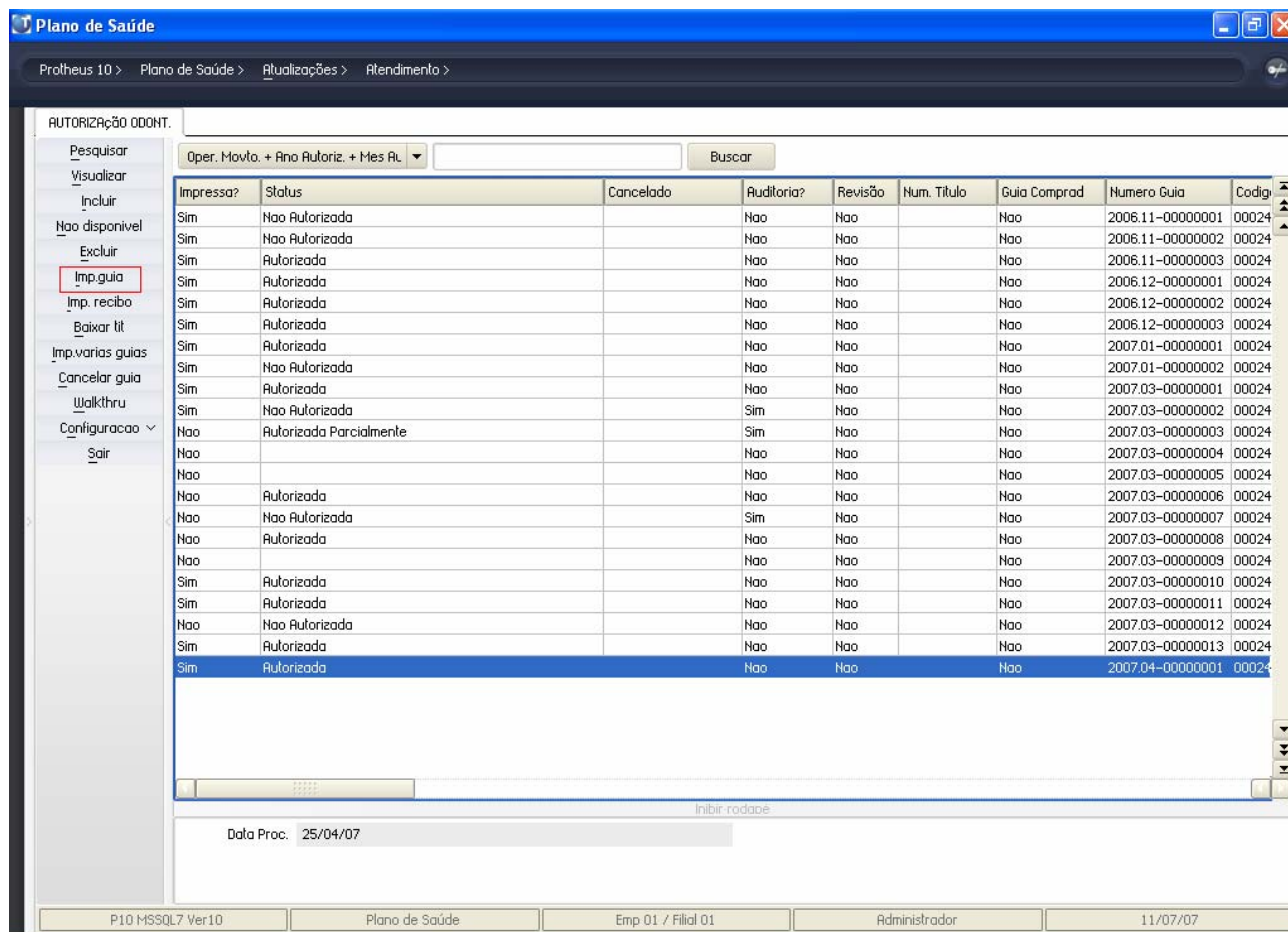 Plano de Saúde
Protheus 10 > Plano de Saúde > Atualizações > Atendimento >
AUTORIZAçãO ODONT.
Pesquisar
Visualizar
Incluir
Nao disponivel
Excluir
Imp.guia
Imp. recibo
Baixar tit
Imp.varias guias
Cancelar guia
Walkthru
Configuracao
Sair
Oper. Movto. + Ano Autoriz. + Mes Au Buscar
Impressa? Status Cancelado Auditoria? Revisão Num. Titulo Guia Comprad Numero Guia Codigo
Sim Nao Autorizada Nao Nao Nao 2006.11-00000001 00024
Sim Nao Autorizada Nao Nao Nao 2006.11-00000002 00024
Sim Autorizada Nao Nao Nao 2006.11-00000003 00024
Sim Autorizada Nao Nao Nao 2006.12-00000001 00024
Sim Autorizada Nao Nao Nao 2006.12-00000002 00024
Sim Autorizada Nao Nao Nao 2006.12-00000003 00024
Sim Autorizada Nao Nao Nao 2007.01-00000001 00024
Sim Nao Autorizada Nao Nao Nao 2007.01-00000002 00024
Sim Autorizada Nao Nao Nao 2007.03-00000001 00024
Sim Nao Autorizada Sim Nao Nao 2007.03-00000002 00024
Nao Autorizada Parcialmente Sim Nao Nao 2007.03-00000003 00024
Nao Nao Nao Nao 2007.03-00000004 00024
Nao Nao Nao Nao 2007.03-00000005 00024
Nao Autorizada Nao Nao Nao 2007.03-00000006 00024
Nao Nao Autorizada Sim Nao Nao 2007.03-00000007 00024
Nao Autorizada Nao Nao Nao 2007.03-00000008 00024
Nao Nao Nao Nao 2007.03-00000009 00024
Sim Autorizada Nao Nao Nao 2007.03-00000010 00024
Sim Autorizada Nao Nao Nao 2007.03-00000011 00024
Nao Nao Autorizada Nao Nao Nao 2007.03-00000012 00024
Sim Autorizada Nao Nao Nao 2007.03-00000013 00024
Sim Autorizada Nao Nao Nao 2007.04-00000001 00024
Inibir rodapé
Data Proc. 25/04/07
P10 MSSQL7 Ver10 Plano de Saúde Emp 01 / Filial 01 Administrador 11/07/07